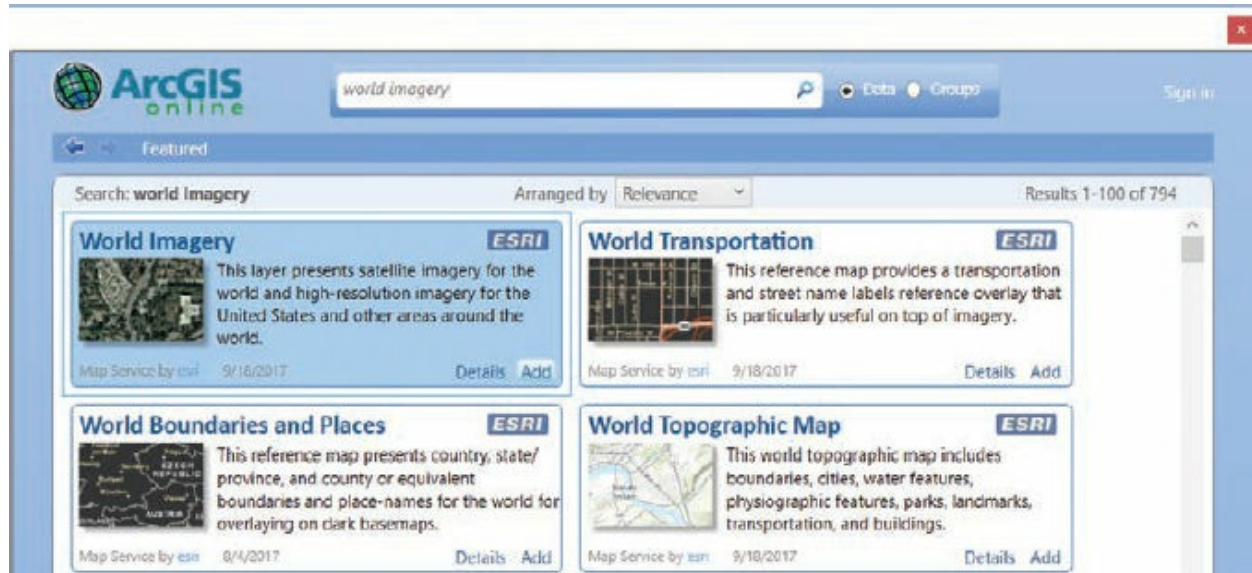 x
ArcGIS
online
world imagery
Data Groups
Sign in
Featured
Search: world Imagery
Arranged by Relevance
Results 1-100 of 794
World Imagery
ESRI
This layer presents satellite imagery for the
world and high-resolution imagery for the
United States and other areas around the
world.
Map Service by esri 9/18/2017
Details Add
World Transportation
ESRI
This reference map provides a transportation
and street name labels reference overlay that
is particularly useful on top of imagery.
Map Service by esri 9/18/2017
Details Add
World Boundaries and Places
ESRI
This reference map presents country, state/
province, and county or equivalent
boundaries and place-names for the world for
overlaying on dark basemaps.
Map Service by esri 8/4/2017
Details Add
World Topographic Map
ESRI
This world topographic map includes
boundaries, cities, water features,
physiographic features, parks, landmarks,
transportation, and buildings.
Map Service by esri 9/18/2017
Details Add